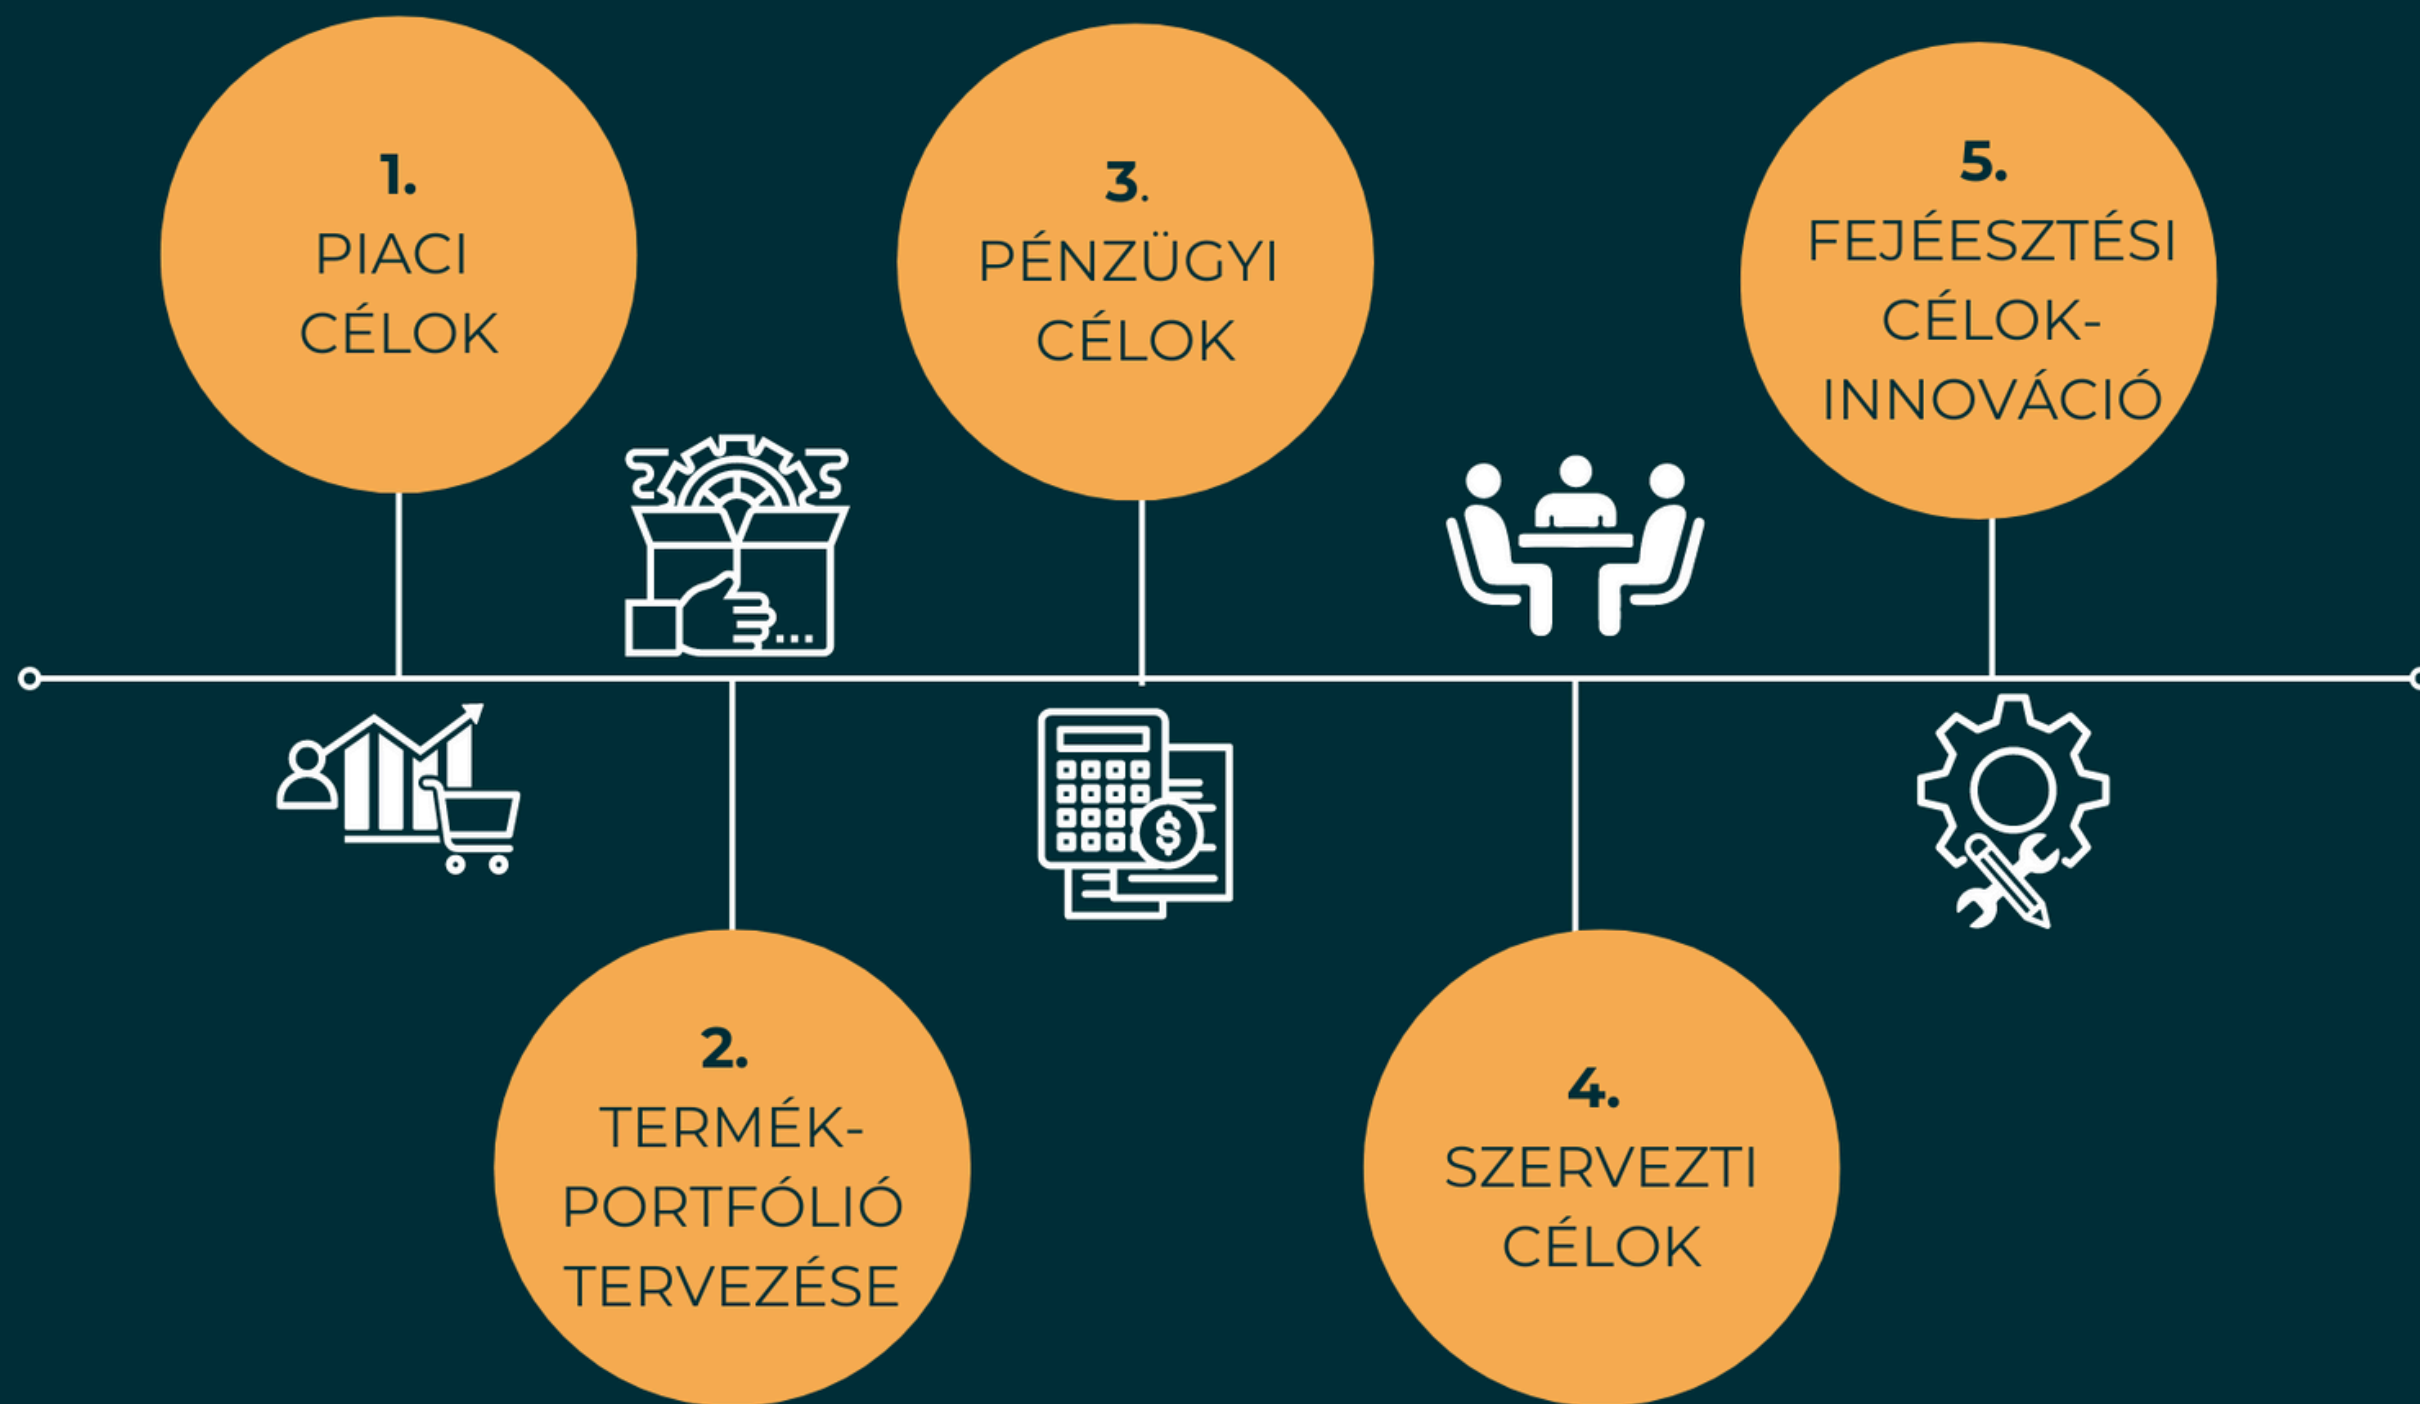 1.
PIACI
CÉLOK
2.
TERMÉK-
PORTFÓLIÓ
TERVEZÉSE
3.
PÉNZÜGYI
CÉLOK
4.
SZERVEZTI
CÉLOK
5.
FEJÉESZTÉSI
CÉLOK-
INNOVÁCIÓ
$